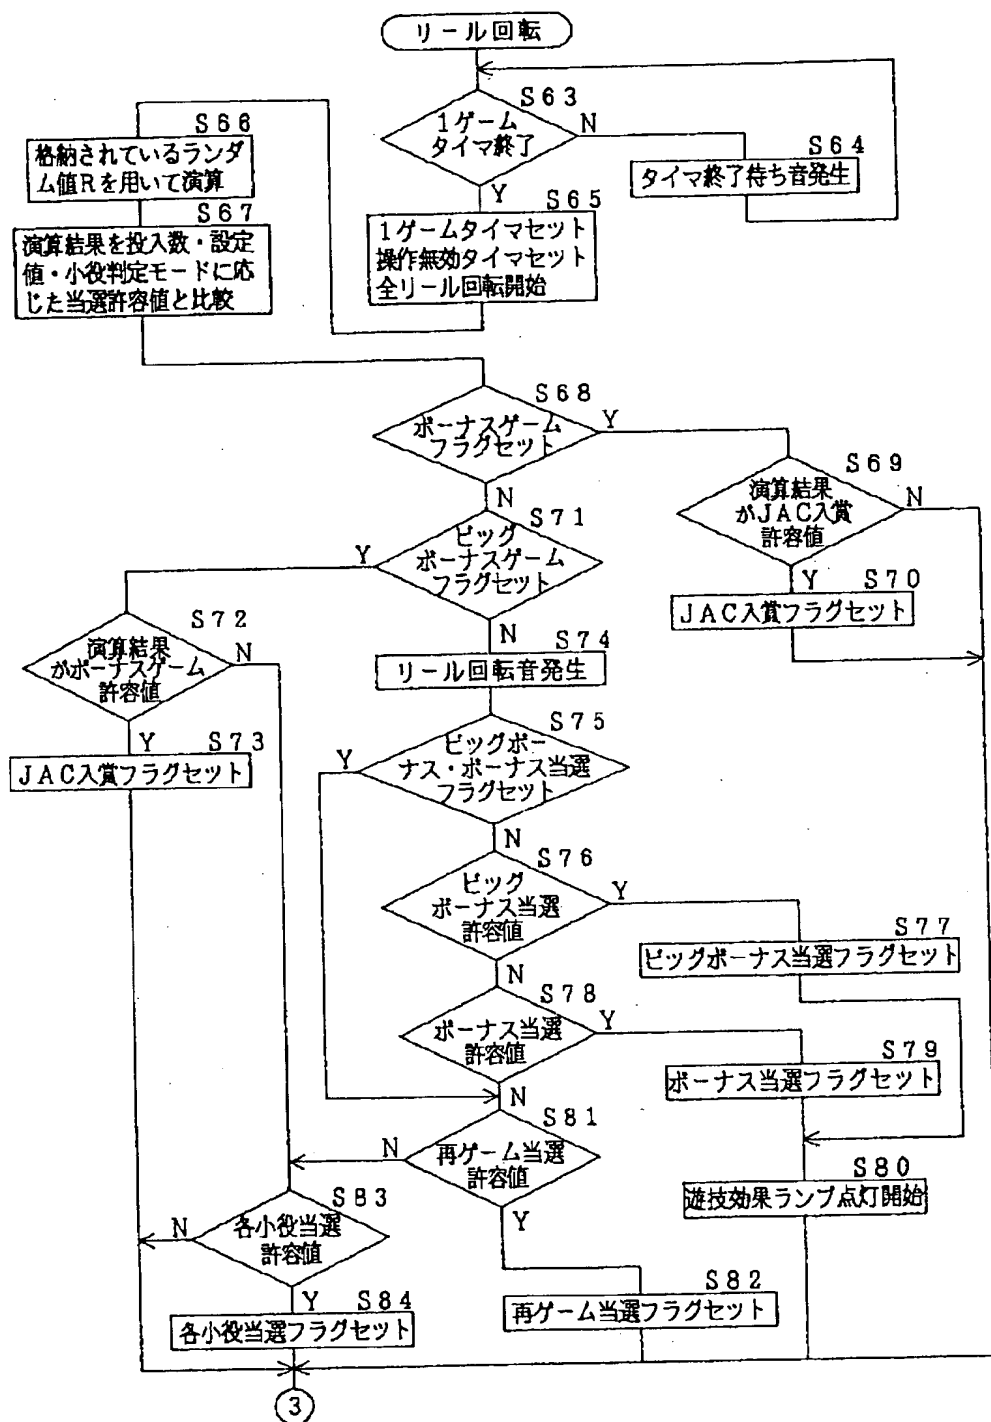 リール回転
S63
1ゲーム
タイマ終了
N
Y
S64
タイマ終了待ち音発生
S65
1ゲームタイマセット
操作無効タイマセット
全リール回転開始
S66
格納されているランダ
ム値Rを用いて演算
S67
演算結果を投入数・設定
値・小役判定モードに応
じた当選許容値と比較
S68
ボーナスゲーム
フラグセット
Y
N
S69
演算結果
がJAC入賞
許容値
N
Y
S70
JAC入賞フラグセット
S71
ビッグ
ボーナスゲーム
フラグセット
Y
N
S72
演算結果
がボーナスゲーム
許容値
N
Y
S73
JAC入賞フラグセット
S74
リール回転音発生
S75
ビッグボー
ナス・ボーナス当選
フラグセット
Y
N
S76
ビッグ
ボーナス当選
許容値
Y
N
S77
ビッグボーナス当選フラグセット
S78
ボーナス当選
許容値
Y
N
S79
ボーナス当選フラグセット
S80
遊技効果ランプ点灯開始
S81
再ゲーム当選
許容値
N
Y
S82
再ゲーム当選フラグセット
S83
各小役当選
許容値
N
Y
S84
各小役当選フラグセット
3